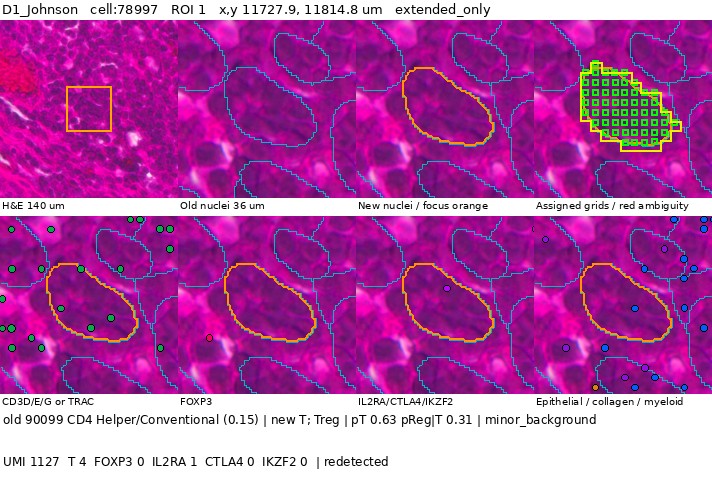 D1_Johnson cell:78997 ROI 1 x,y 11727.9, 11814.8 um extended_only
H&E 140 um
Old nuclei 36 um
New nuclei / focus orange
Assigned grids / red ambiguity
CD3D/E/G or TRAC
FOXP3
IL2RA/CTLA4/IKZF2
Epithelial / collagen / myeloid
old 90099 CD4 Helper/Conventional (0.15) | new T; Treg | pT 0.63 pReg|T 0.31 | minor_background
UMI 1127 T 4 FOXP3 0 IL2RA 1 CTLA4 0 IKZF2 0 | redetected